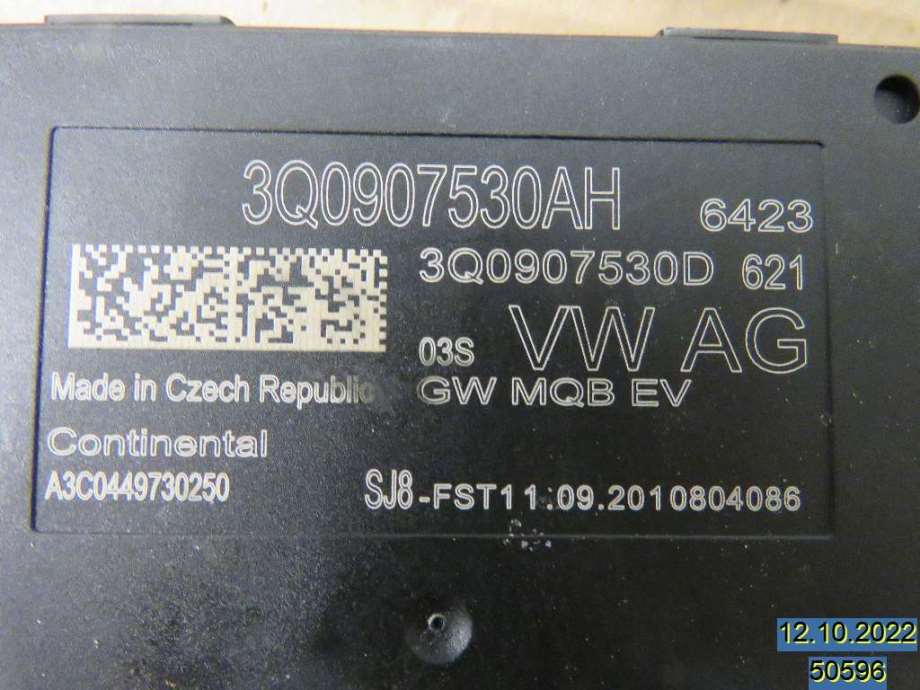 3Q0907530AH 6423
3Q0907530D 621
03S VW AG
Made in Czech Republic GW MQB EV
Continental
A3C0449730250 SJ8-FST11.09.2010804086
12.10.2022
50596